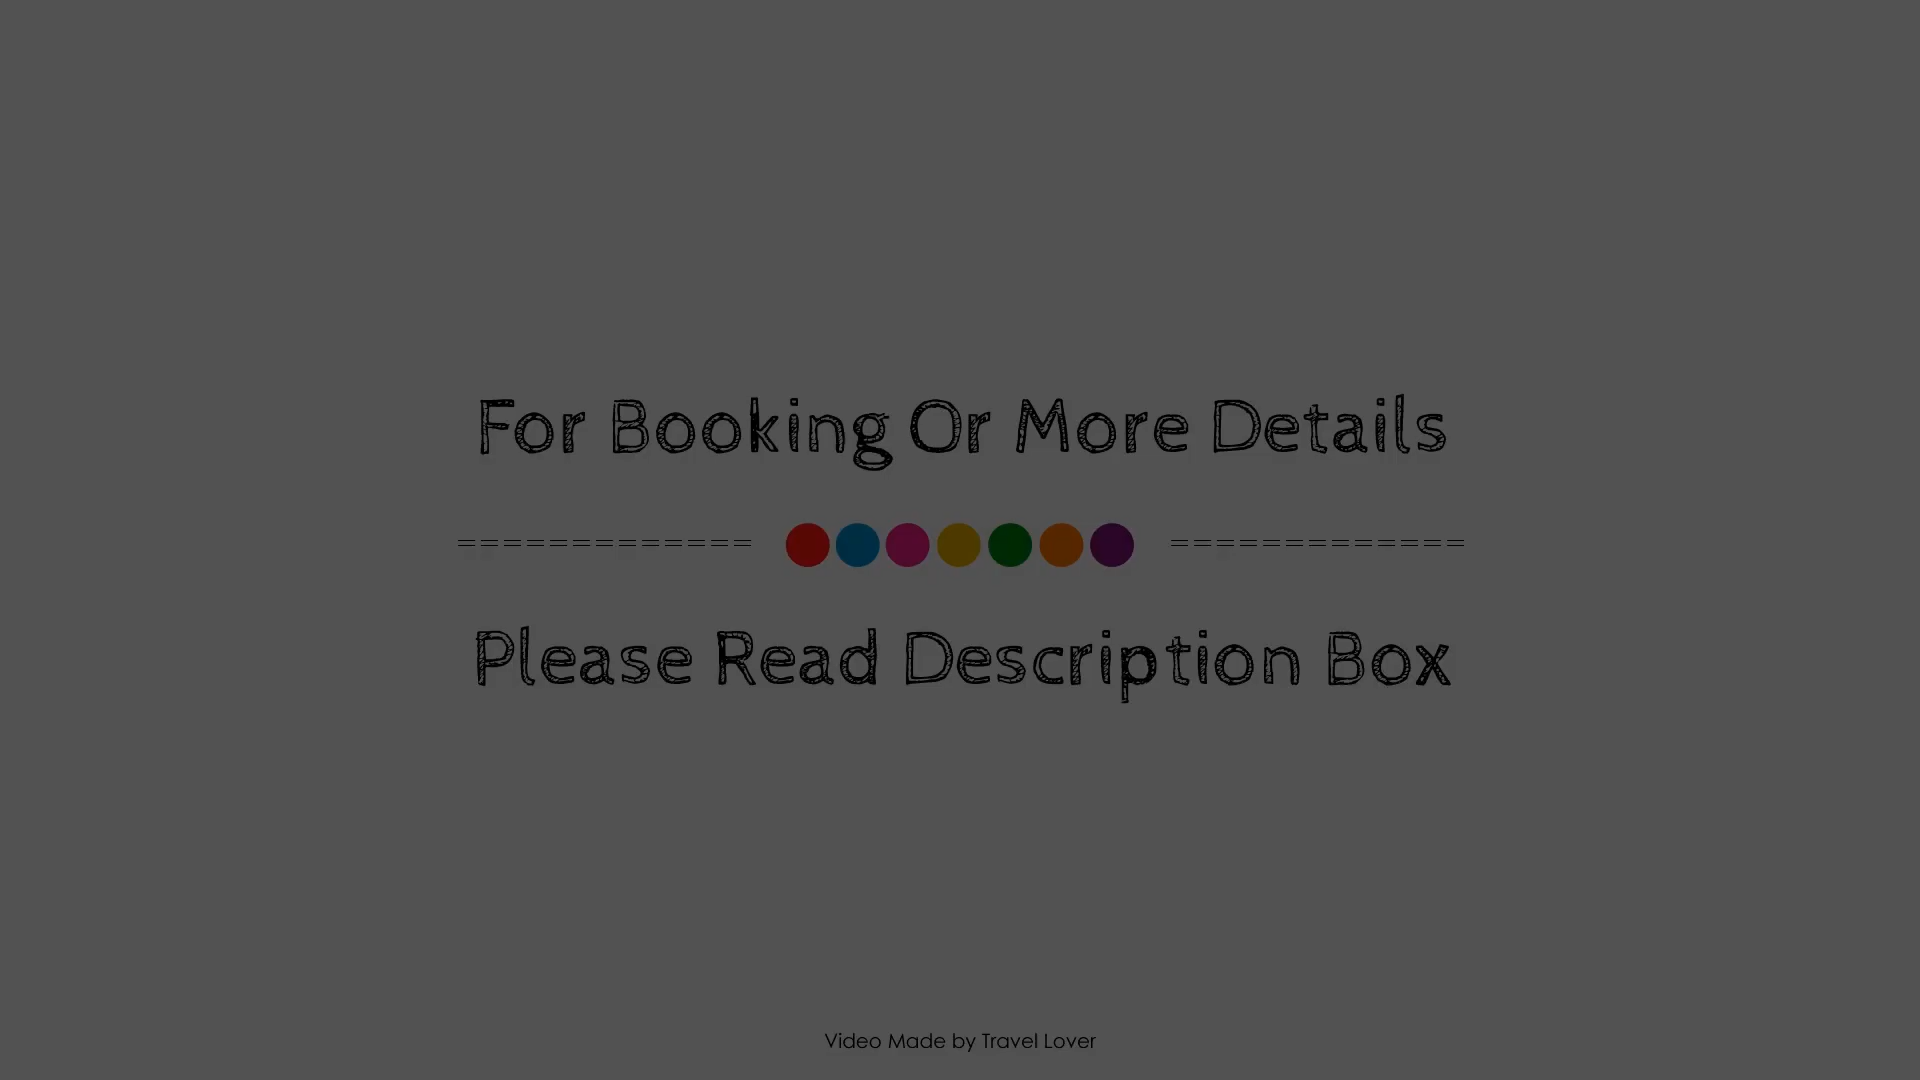 For Booking Or More Details
============= =============
Please Read Description Box
Video Made by Travel Lover